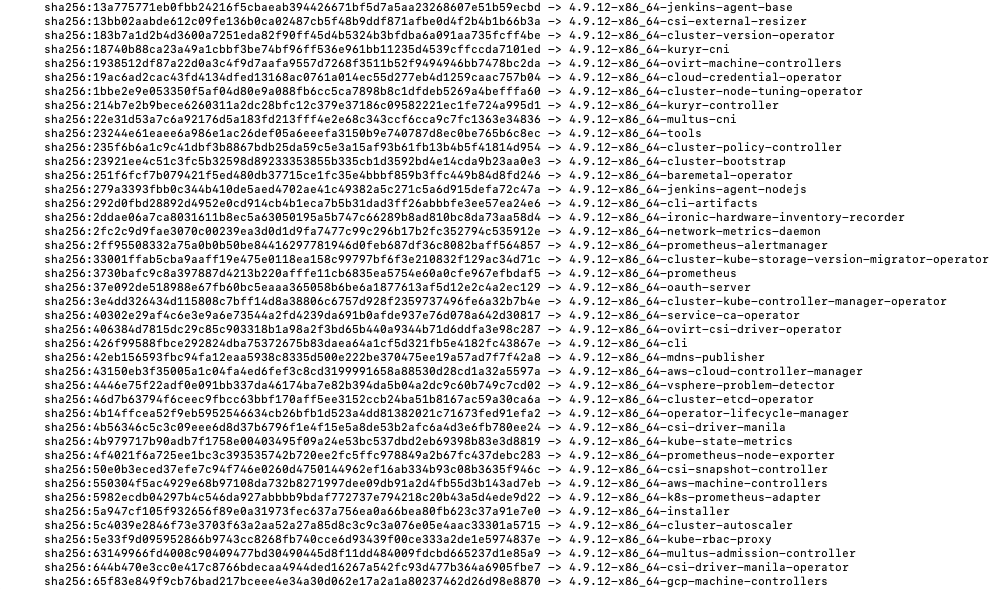 sha256:13a775771eb0fbb24216f5cbaeab394426671bf5d7a5aa23268607e51b59ecbd -> 4.9.12-x86_64-jenkins-agent-base
sha256:13bb02aabde612c09fe136b0ca02487cb5f48b9ddf871afbe0d4f2b4b1b66b3a -> 4.9.12-x86_64-csi-external-resizer
sha256:183b7a1d2b4d3600a7251eda82f90ff45d4b5324b3bfdba6a091aa735fcff4be -> 4.9.12-x86_64-cluster-version-operator
sha256:18740b88ca23a49a1cbbf3be74bf96ff536e961bb11235d4539cffccda7101ed -> 4.9.12-x86_64-kuryr-cni
sha256:1938512df87a22d0a3c4f9d7aafa9557d7268f3511b52f9494946bb7478bc2da -> 4.9.12-x86_64-ovirt-machine-controllers
sha256:19ac6ad2cac43fd4134dfed13168ac0761a014ec55d277eb4d1259caac757b04 -> 4.9.12-x86_64-cloud-credential-operator
sha256:1bbe2e9e053350f5af04d80e9a088fb6cc5ca7898b8c1dfdeb5269a4befffa60 -> 4.9.12-x86_64-cluster-node-tuning-operator
sha256:214b7e2b9bece6260311a2dc28bfc12c379e37186c09582221ec1fe724a995d1 -> 4.9.12-x86_64-kuryr-controller
sha256:22e31d53a7c6a92176d5a183fd213fff4e2e68c343ccf6cca9c7fc1363e34836 -> 4.9.12-x86_64-multus-cni
sha256:23244e61eaee6a986e1ac26def05a6eeefa3150b9e740787d8ec0be765b6c8ec -> 4.9.12-x86_64-tools
sha256:235f6b6a1c9c41dbf3b8867bdb25da59c5e3a15af93b61fb13b4b5f41814d954 -> 4.9.12-x86_64-cluster-policy-controller
sha256:23921ee4c51c3fc5b32598d89233353855b335cb1d3592bd4e14cda9b23aa0e3 -> 4.9.12-x86_64-cluster-bootstrap
sha256:251f6fcf7b079421f5ed480db37715ce1fc35e4bbbf859b3ffc449b84d8fd246 -> 4.9.12-x86_64-baremetal-operator
sha256:279a3393fbb0c344b410de5aed4702ae41c49382a5c271c5a6d915defa72c47a -> 4.9.12-x86_64-jenkins-agent-nodejs
sha256:292d0fbd28892d4952e0cd914cb4b1eca7b5b31dad3ff26abbbfe3ee57ea24e6 -> 4.9.12-x86_64-cli-artifacts
sha256:2ddae06a7ca8031611b8ec5a63050195a5b747c66289b8ad810bc8da73aa58d4 -> 4.9.12-x86_64-ironic-hardware-inventory-recorder
sha256:2fc2c9d9fae3070c00239ea3d0d1d9fa7477c99c296b17b2fc352794c535912e -> 4.9.12-x86_64-network-metrics-daemon
sha256:2ff95508332a75a0b0b50be84416297781946d0feb687df36c8082baff564857 -> 4.9.12-x86_64-prometheus-alertmanager
sha256:33001ffab5cba9aaff19e475e0118ea158c99797bf6f3e210832f129ac34d71c -> 4.9.12-x86_64-cluster-kube-storage-version-migrator-operator
sha256:3730bafc9c8a397887d4213b220afffe11cb6835ea5754e60a0cfe967efbdaf5 -> 4.9.12-x86_64-prometheus
sha256:37e092de518988e67fb60bc5eaaa365058b6be6a1877613af5d12e2c4a2ec129 -> 4.9.12-x86_64-oauth-server
sha256:3e4dd326434d115808c7bff14d8a38806c6757d928f2359737496fe6a32b7b4e -> 4.9.12-x86_64-cluster-kube-controller-manager-operator
sha256:40302e29af4c6e3e9a6e73544a2fd4239da691b0afde937e76d078a642d30817 -> 4.9.12-x86_64-service-ca-operator
sha256:406384d7815dc29c85c903318b1a98a2f3bd65b440a9344b71d6ddfa3e98c287 -> 4.9.12-x86_64-ovirt-csi-driver-operator
sha256:426f99588fbce292824dba75372675b83daea64a1cf5d321fb5e4182fc43867e -> 4.9.12-x86_64-cli
sha256:42eb156593fbc94fa12eaa5938c8335d500e222be370475ee19a57ad7f7f42a8 -> 4.9.12-x86_64-mdns-publisher
sha256:43150eb3f35005a1c04fa4ed6fef3c8cd3199991658a88530d28cd1a32a5597a -> 4.9.12-x86_64-aws-cloud-controller-manager
sha256:4446e75f22adf0e091bb337da46174ba7e82b394da5b04a2dc9c60b749c7cd02 -> 4.9.12-x86_64-vsphere-problem-detector
sha256:46d7b63794f6ceec9fbcc63bbf170aff5ee3152ccb24ba51b8167ac59a30ca6a -> 4.9.12-x86_64-cluster-etcd-operator
sha256:4b14ffcea52f9eb5952546634cb26bfb1d523a4dd81382021c71673fed91efa2 -> 4.9.12-x86_64-operator-lifecycle-manager
sha256:4b56346c5c3c09eee6d8d37b6796f1e4f15e5a8de53b2afc6a4d3e6fb780ee24 -> 4.9.12-x86_64-csi-driver-manila
sha256:4b979717b90adb7f1758e00403495f09a24e53bc537dbd2eb69398b83e3d8819 -> 4.9.12-x86_64-kube-state-metrics
sha256:4f4021f6a725ee1bc3c393535742b720ee2fc5ffc978849a2b67fc437debc283 -> 4.9.12-x86_64-prometheus-node-exporter
sha256:50e0b3eced37efe7c94f746e0260d4750144962ef16ab334b93c08b3635f946c -> 4.9.12-x86_64-csi-snapshot-controller
sha256:550304f5ac4929e68b97108da732b8271997dee09db91a2d4fb55d3b143ad7eb -> 4.9.12-x86_64-aws-machine-controllers
sha256:5982ecdb04297b4c546da927abbbb9bdaf772737e794218c20b43a5d4ede9d22 -> 4.9.12-x86_64-k8s-prometheus-adapter
sha256:5a947cf105f932656f89e0a31973fec637a756ea0a66bea80fb623c37a91e7e0 -> 4.9.12-x86_64-installer
sha256:5c4039e2846f73e3703f63a2aa52a27a85d8c3c9c3a076e05e4aac33301a5715 -> 4.9.12-x86_64-cluster-autoscaler
sha256:5e33f9d095952866b9743cc8268fb740cce6d93439f00ce333a2de1e5974837e -> 4.9.12-x86_64-kube-rbac-proxy
sha256:63149966fd4008c90409477bd30490445d8f11dd484009fdcbd665237d1e85a9 -> 4.9.12-x86_64-multus-admission-controller
sha256:644b470e3cc0e417c8766bdecaa4944ded16267a542fc93d477b364a6905fbe7 -> 4.9.12-x86_64-csi-driver-manila-operator
sha256:65f83e849f9cb76bad217bceee4e34a30d062e17a2a1a80237462d26d98e8870 -> 4.9.12-x86_64-gcp-machine-controllers